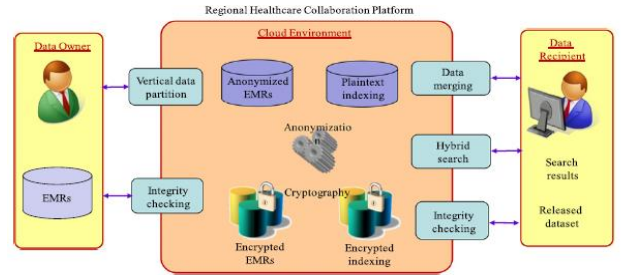 Regional Healthcare Collaboration Platform
Data Owner
EMRs
Vertical data
partition
Integrity
checking
Cloud Environment
Anonymized
EMRs
Plaintext
indexing
Anonymizatio
n
Cryptography
Encrypted
EMRs
Encrypted
indexing
Data
merging
Hybrid
search
Integrity
checking
Data
Recipient
Search
results
Released
dataset